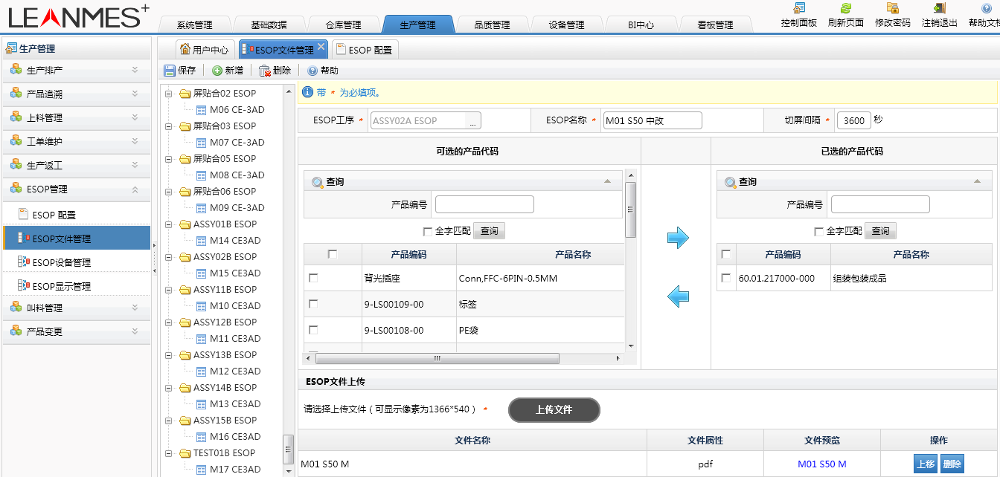 LEANMES+
系统管理 基础数据 仓库管理 生产管理 品质管理 设备管理 BI中心 看板管理
控制面板 刷新页面 修改密码 注销退出 帮助文档
生产管理
生产排产
产品追溯
上料管理
工单维护
生产返工
ESOP管理
ESOP 配置
ESOP文件管理
ESOP设备管理
ESOP显示管理
叫料管理
产品变更
用户中心 ESOP文件管理 ESOP 配置
保存 新增 删除 帮助
屏贴合02 ESOP
M06 CE-3AD
屏贴合03 ESOP
M07 CE-3AD
屏贴合05 ESOP
M08 CE-3AD
屏贴合06 ESOP
M09 CE-3AD
ASSY01B ESOP
M14 CE3AD
ASSY02B ESOP
M15 CE3AD
ASSY11B ESOP
M10 CE3AD
ASSY12B ESOP
M11 CE3AD
ASSY13B ESOP
M12 CE3AD
ASSY14B ESOP
M13 CE3AD
ASSY15B ESOP
M16 CE3AD
TEST01B ESOP
M17 CE3AD
带 * 为必填项。
ESOP工序 * ASSY02A ESOP ... ESOP名称 * M01 S50 中改 切屏间隔 * 3600 秒
可选的产品代码
查询
产品编号
全字匹配 查询
产品编码 产品名称
背光插座 Conn,FFC-6PIN-0.5MM
9-LS00109-00 标签
9-LS00108-00 PE袋
已选的产品代码
查询
产品编号
全字匹配 查询
产品编码 产品名称
60.01.217000-000 组装包装成品
ESOP文件上传
请选择上传文件（可显示像素为1366*540） * 上传文件
文件名称 文件属性 文件预览 操作
M01 S50 M pdf M01 S50 M 上移 删除